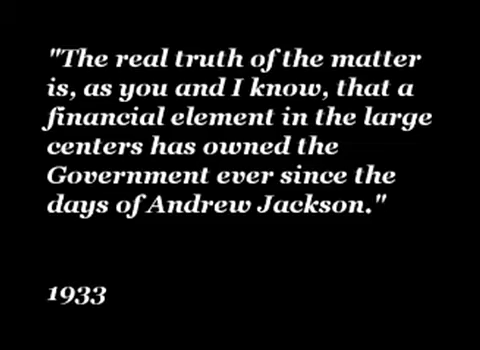 "The real truth of the matter
is, as you and I know, that a
financial element in the large
centers has owned the
Government ever since the
days of Andrew Jackson."
1933